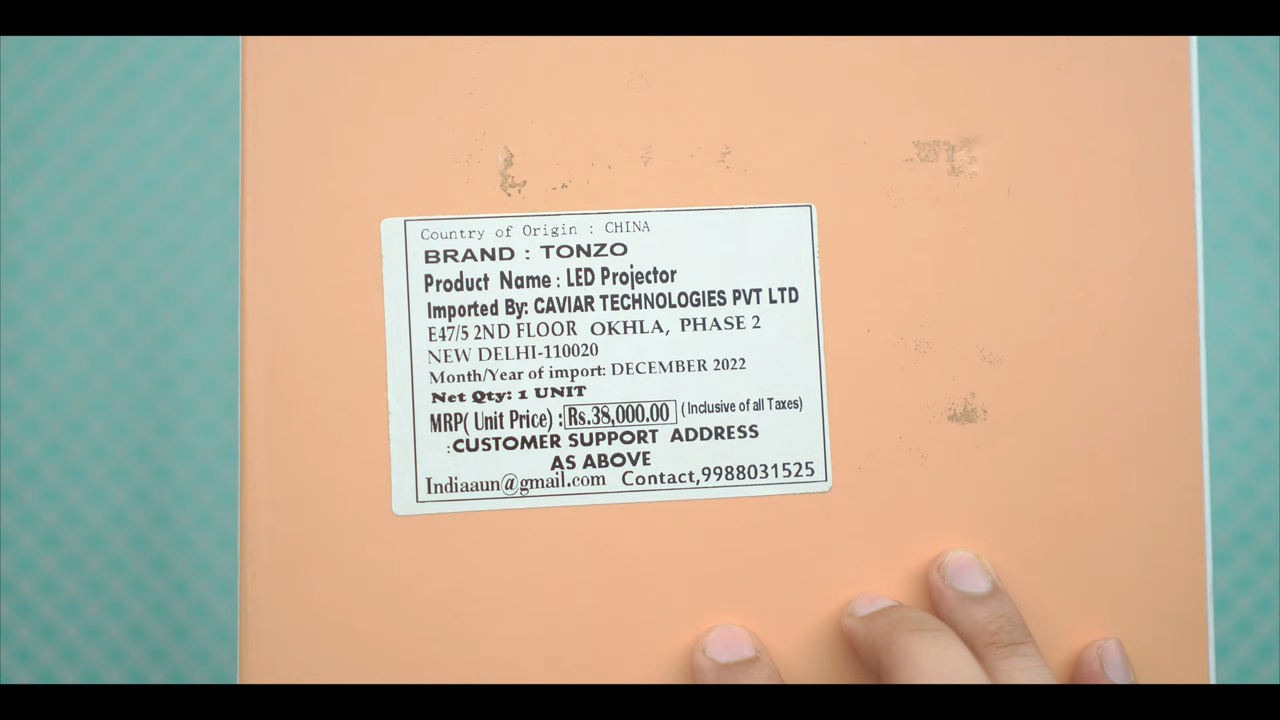 Country of Origin : CHINA
BRAND : TONZO
Product Name : LED Projector
Imported By: CAVIAR TECHNOLOGIES PVT LTD
E47/5 2ND FLOOR OKHLA, PHASE 2
NEW DELHI-110020
Month/Year of import: DECEMBER 2022
Net Qty: 1 UNIT
MRP( Unit Price) : Rs.38,000.00 ( Inclusive of all Taxes)
:CUSTOMER SUPPORT ADDRESS
AS ABOVE
Indiaaun@gmail.com Contact,9988031525